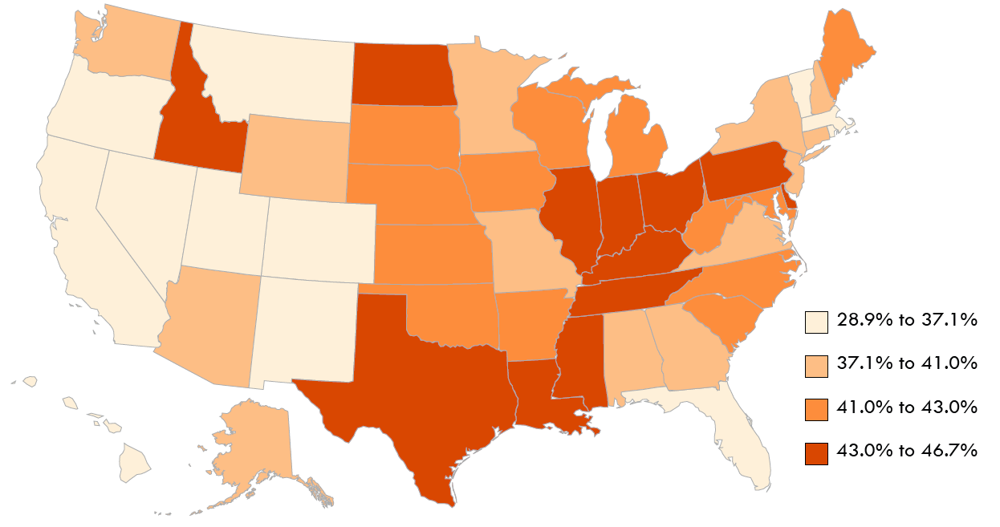 28.9% to 37.1%
37.1% to 41.0%
41.0% to 43.0%
43.0% to 46.7%